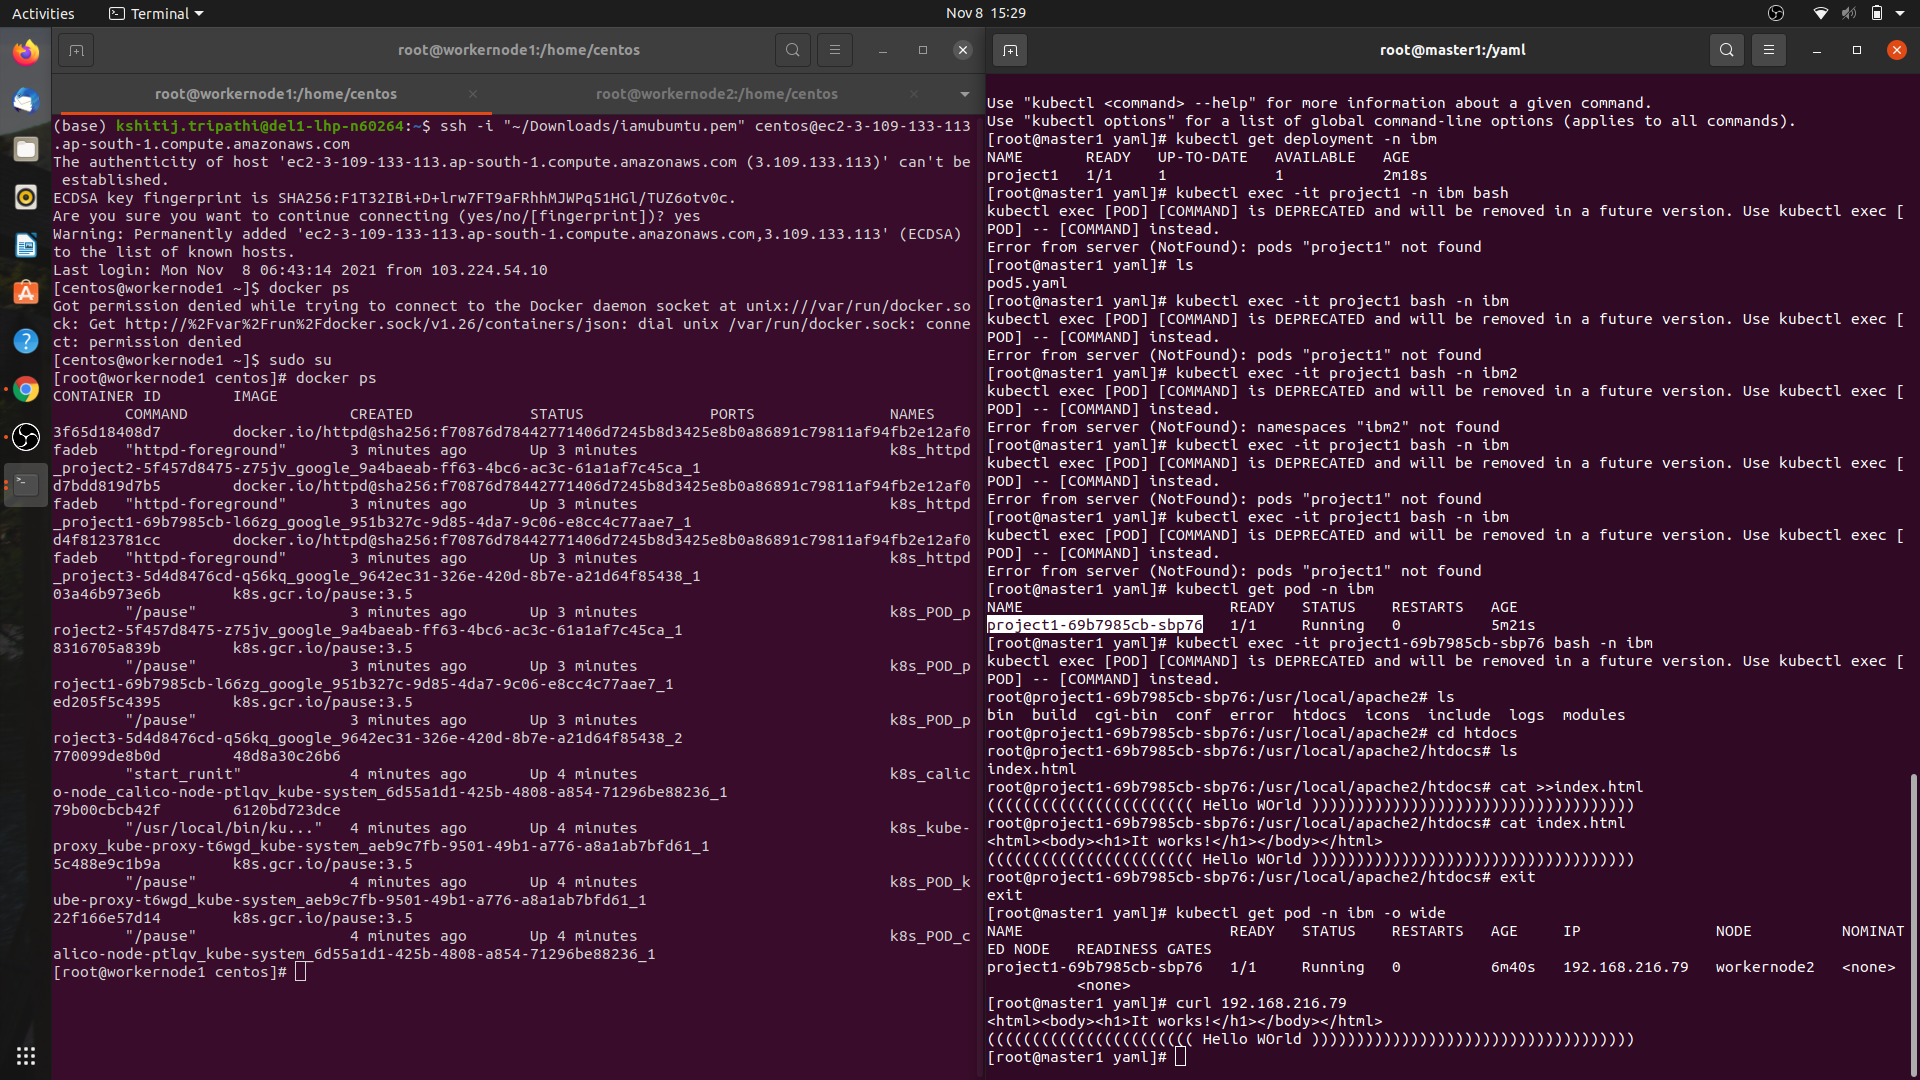 Activities
Terminal
Nov 8 15:29
root@workernode1:/home/centos
root@workernode1:/home/centos
root@workernode2:/home/centos
(base) kshitij.tripathi@del1-lhp-n60264:~$ ssh -i "~/Downloads/iamubumtu.pem" centos@ec2-3-109-133-113
.ap-south-1.compute.amazonaws.com
The authenticity of host 'ec2-3-109-133-113.ap-south-1.compute.amazonaws.com (3.109.133.113)' can't be
 established.
ECDSA key fingerprint is SHA256:F1T32IBi+D+lrw7FT9aFRhhMJWPq51HGl/TUZ6otv0c.
Are you sure you want to continue connecting (yes/no/[fingerprint])? yes
Warning: Permanently added 'ec2-3-109-133-113.ap-south-1.compute.amazonaws.com,3.109.133.113' (ECDSA)
to the list of known hosts.
Last login: Mon Nov  8 06:43:14 2021 from 103.224.54.10
[centos@workernode1 ~]$ docker ps
Got permission denied while trying to connect to the Docker daemon socket at unix:///var/run/docker.so
ck: Get http://%2Fvar%2Frun%2Fdocker.sock/v1.26/containers/json: dial unix /var/run/docker.sock: conne
ct: permission denied
[centos@workernode1 ~]$ sudo su
[root@workernode1 centos]# docker ps
CONTAINER ID        IMAGE
        COMMAND                  CREATED             STATUS              PORTS               NAMES
3f65d18408d7        docker.io/httpd@sha256:f70876d78442771406d7245b8d3425e8b0a86891c79811af94fb2e12af0
fadeb   "httpd-foreground"       3 minutes ago       Up 3 minutes                            k8s_httpd
_project2-5f457d8475-z75jv_google_9a4baeab-ff63-4bc6-ac3c-61a1af7c45ca_1
d7bdd819d7b5        docker.io/httpd@sha256:f70876d78442771406d7245b8d3425e8b0a86891c79811af94fb2e12af0
fadeb   "httpd-foreground"       3 minutes ago       Up 3 minutes                            k8s_httpd
_project1-69b7985cb-l66zg_google_951b327c-9d85-4da7-9c06-e8cc4c77aae7_1
d4f8123781cc        docker.io/httpd@sha256:f70876d78442771406d7245b8d3425e8b0a86891c79811af94fb2e12af0
fadeb   "httpd-foreground"       3 minutes ago       Up 3 minutes                            k8s_httpd
_project3-5d4d8476cd-q56kq_google_9642ec31-326e-420d-8b7e-a21d64f85438_1
03a46b973e6b        k8s.gcr.io/pause:3.5
        "/pause"                 3 minutes ago       Up 3 minutes                            k8s_POD_p
roject2-5f457d8475-z75jv_google_9a4baeab-ff63-4bc6-ac3c-61a1af7c45ca_1
8316705a839b        k8s.gcr.io/pause:3.5
        "/pause"                 3 minutes ago       Up 3 minutes                            k8s_POD_p
roject1-69b7985cb-l66zg_google_951b327c-9d85-4da7-9c06-e8cc4c77aae7_1
ed205f5c4395        k8s.gcr.io/pause:3.5
        "/pause"                 3 minutes ago       Up 3 minutes                            k8s_POD_p
roject3-5d4d8476cd-q56kq_google_9642ec31-326e-420d-8b7e-a21d64f85438_2
770099de8b0d        48d8a30c26b6
        "start_runit"            4 minutes ago       Up 4 minutes                            k8s_calic
o-node_calico-node-ptlqv_kube-system_6d55a1d1-425b-4808-a854-71296be88236_1
79b00cbcb42f        6120bd723dce
        "/usr/local/bin/ku..."   4 minutes ago       Up 4 minutes                            k8s_kube-
proxy_kube-proxy-t6wgd_kube-system_aeb9c7fb-9501-49b1-a776-a8a1ab7bfd61_1
5c488e9c1b9a        k8s.gcr.io/pause:3.5
        "/pause"                 4 minutes ago       Up 4 minutes                            k8s_POD_k
ube-proxy-t6wgd_kube-system_aeb9c7fb-9501-49b1-a776-a8a1ab7bfd61_1
22f166e57d14        k8s.gcr.io/pause:3.5
        "/pause"                 4 minutes ago       Up 4 minutes                            k8s_POD_c
alico-node-ptlqv_kube-system_6d55a1d1-425b-4808-a854-71296be88236_1
[root@workernode1 centos]#
root@master1:/yaml
Use "kubectl <command> --help" for more information about a given command.
Use "kubectl options" for a list of global command-line options (applies to all commands).
[root@master1 yaml]# kubectl get deployment -n ibm
NAME       READY   UP-TO-DATE   AVAILABLE   AGE
project1   1/1     1            1           2m18s
[root@master1 yaml]# kubectl exec -it project1 -n ibm bash
kubectl exec [POD] [COMMAND] is DEPRECATED and will be removed in a future version. Use kubectl exec [
POD] -- [COMMAND] instead.
Error from server (NotFound): pods "project1" not found
[root@master1 yaml]# ls
pod5.yaml
[root@master1 yaml]# kubectl exec -it project1 bash -n ibm
kubectl exec [POD] [COMMAND] is DEPRECATED and will be removed in a future version. Use kubectl exec [
POD] -- [COMMAND] instead.
Error from server (NotFound): pods "project1" not found
[root@master1 yaml]# kubectl exec -it project1 bash -n ibm2
kubectl exec [POD] [COMMAND] is DEPRECATED and will be removed in a future version. Use kubectl exec [
POD] -- [COMMAND] instead.
Error from server (NotFound): namespaces "ibm2" not found
[root@master1 yaml]# kubectl exec -it project1 bash -n ibm
kubectl exec [POD] [COMMAND] is DEPRECATED and will be removed in a future version. Use kubectl exec [
POD] -- [COMMAND] instead.
Error from server (NotFound): pods "project1" not found
[root@master1 yaml]# kubectl exec -it project1 bash -n ibm
kubectl exec [POD] [COMMAND] is DEPRECATED and will be removed in a future version. Use kubectl exec [
POD] -- [COMMAND] instead.
Error from server (NotFound): pods "project1" not found
[root@master1 yaml]# kubectl get pod -n ibm
NAME                       READY   STATUS    RESTARTS   AGE
project1-69b7985cb-sbp76   1/1     Running   0          5m21s
[root@master1 yaml]# kubectl exec -it project1-69b7985cb-sbp76 bash -n ibm
kubectl exec [POD] [COMMAND] is DEPRECATED and will be removed in a future version. Use kubectl exec [
POD] -- [COMMAND] instead.
root@project1-69b7985cb-sbp76:/usr/local/apache2# ls
bin  build  cgi-bin  conf  error  htdocs  icons  include  logs  modules
root@project1-69b7985cb-sbp76:/usr/local/apache2# cd htdocs
root@project1-69b7985cb-sbp76:/usr/local/apache2/htdocs# ls
index.html
root@project1-69b7985cb-sbp76:/usr/local/apache2/htdocs# cat >>index.html
((((((((((((((((((((((( Hello WOrld ))))))))))))))))))))))))))))))))))))
root@project1-69b7985cb-sbp76:/usr/local/apache2/htdocs# cat index.html
<html><body><h1>It works!</h1></body></html>
((((((((((((((((((((((( Hello WOrld ))))))))))))))))))))))))))))))))))))
root@project1-69b7985cb-sbp76:/usr/local/apache2/htdocs# exit
exit
[root@master1 yaml]# kubectl get pod -n ibm -o wide
NAME                       READY   STATUS    RESTARTS   AGE     IP               NODE          NOMINAT
ED NODE   READINESS GATES
project1-69b7985cb-sbp76   1/1     Running   0          6m40s   192.168.216.79   workernode2   <none>
          <none>
[root@master1 yaml]# curl 192.168.216.79
<html><body><h1>It works!</h1></body></html>
((((((((((((((((((((((( Hello WOrld ))))))))))))))))))))))))))))))))))))
[root@master1 yaml]#